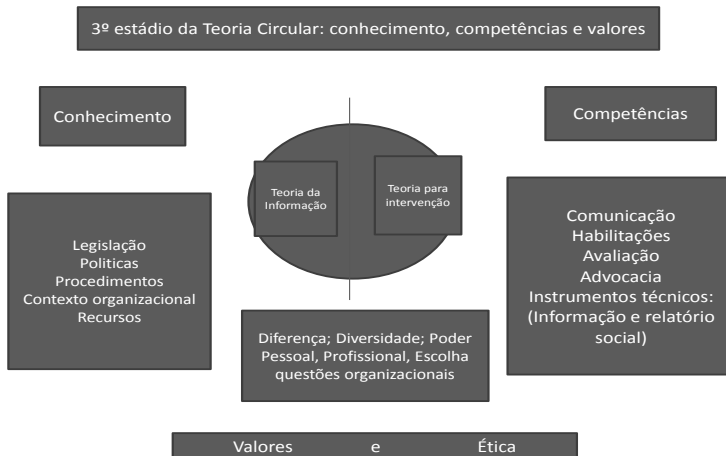 3º estádio da Teoria Circular: conhecimento, competências e valores
Conhecimento
Competências
Teoria da
Informação
Teoria para
intervenção
Legislação
Politicas
Procedimentos
Contexto organizacional
Recursos
Comunicação
Habilitações
Avaliação
Advocacia
Instrumentos técnicos:
(Informação e relatório
social)
Diferença; Diversidade; Poder
Pessoal, Profissional, Escolha
questões organizacionais
Valores e Ética